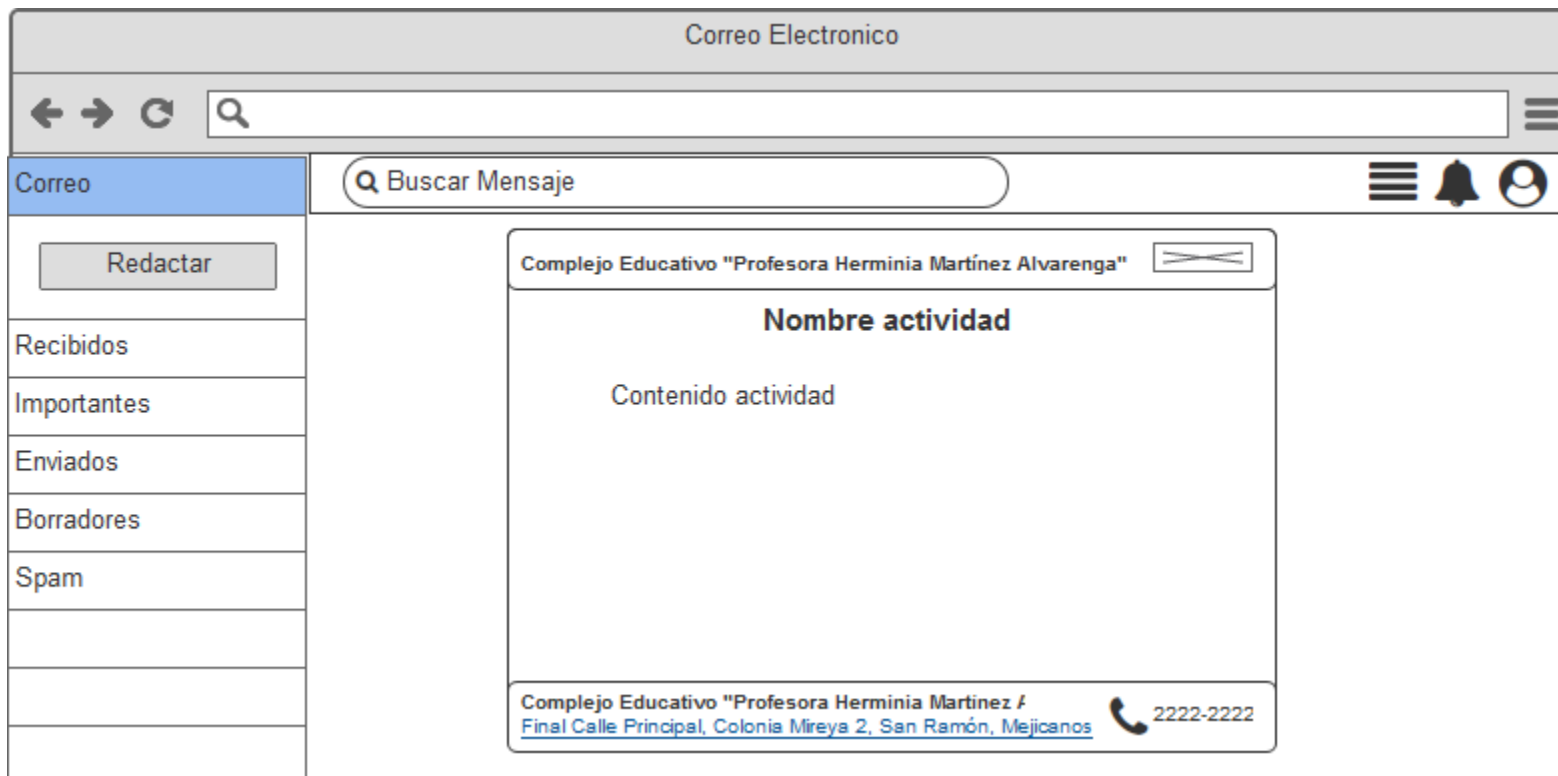 Correo Electronico
Correo
Buscar Mensaje
Redactar
Recibidos
Importantes
Enviados
Borradores
Spam
Complejo Educativo "Profesora Herminia Martínez Alvarenga"
Nombre actividad
Contenido actividad
Complejo Educativo "Profesora Herminia Martinez
Final Calle Principal, Colonia Mireya 2, San Ramón, Mejicanos
2222-2222